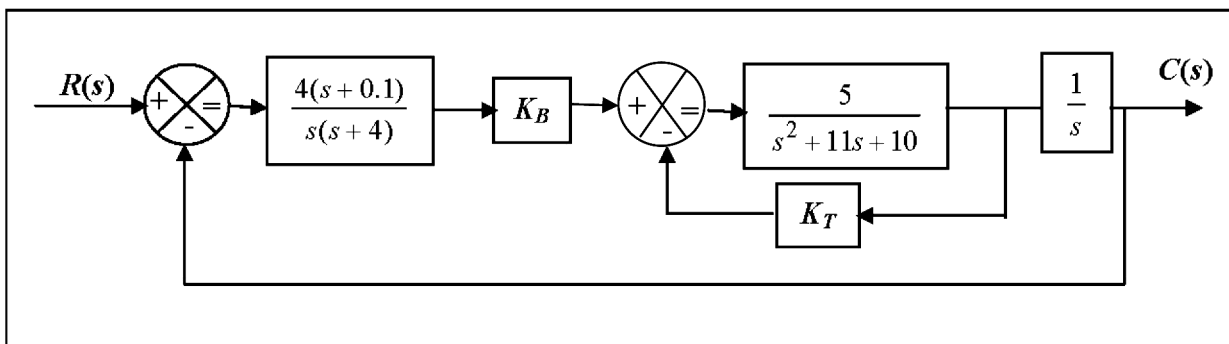 R(s)
+
-
=
4(s+0.1)
s(s+4)
K_B
+
-
=
5
s^2+11s+10
1
s
C(s)
K_T